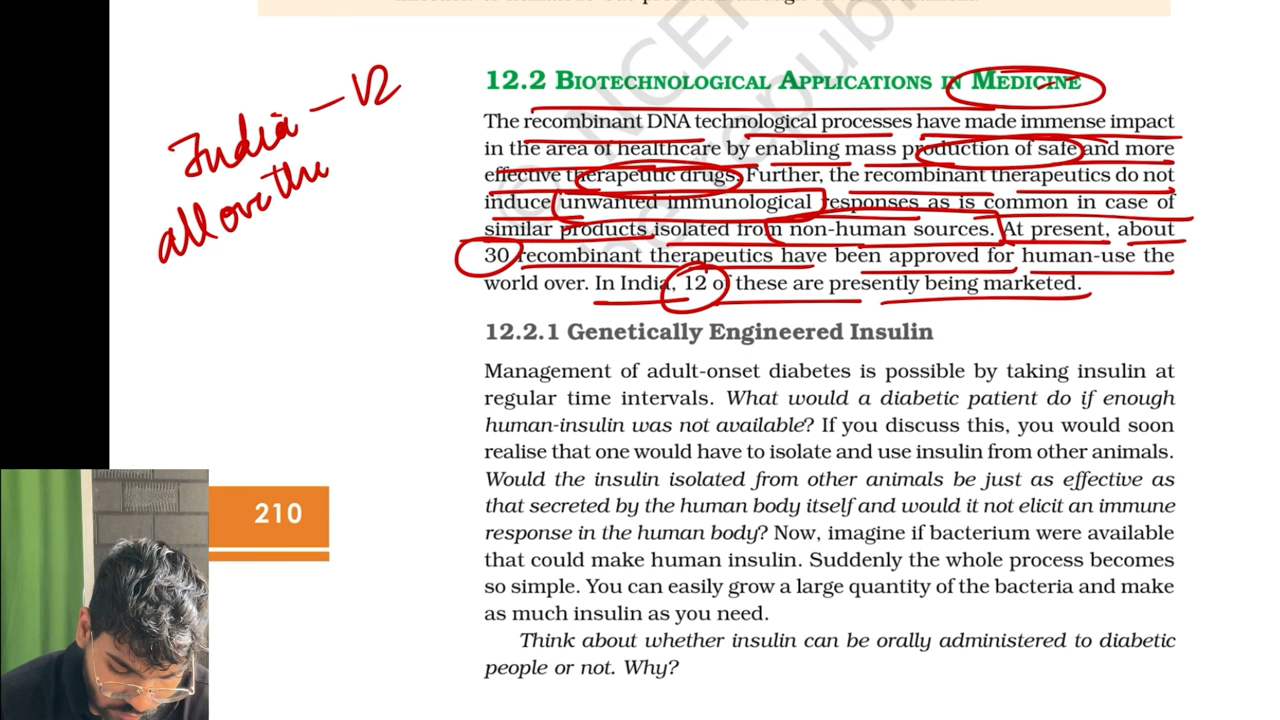 12.2 BIOTECHNOLOGICAL APPLICATIONS IN MEDICINE
The recombinant DNA technological processes have made immense impact
in the area of healthcare by enabling mass production of safe and more
effective therapeutic drugs. Further, the recombinant therapeutics do not
induce unwanted immunological responses as is common in case of
similar products isolated from non-human sources. At present, about
30 recombinant therapeutics have been approved for human-use the
world over. In India, 12 of these are presently being marketed.
India – 12
all over the
12.2.1 Genetically Engineered Insulin
Management of adult-onset diabetes is possible by taking insulin at
regular time intervals. What would a diabetic patient do if enough
human-insulin was not available? If you discuss this, you would soon
realise that one would have to isolate and use insulin from other animals.
Would the insulin isolated from other animals be just as effective as
that secreted by the human body itself and would it not elicit an immune
response in the human body? Now, imagine if bacterium were available
that could make human insulin. Suddenly the whole process becomes
so simple. You can easily grow a large quantity of the bacteria and make
as much insulin as you need.
Think about whether insulin can be orally administered to diabetic
people or not. Why?
210